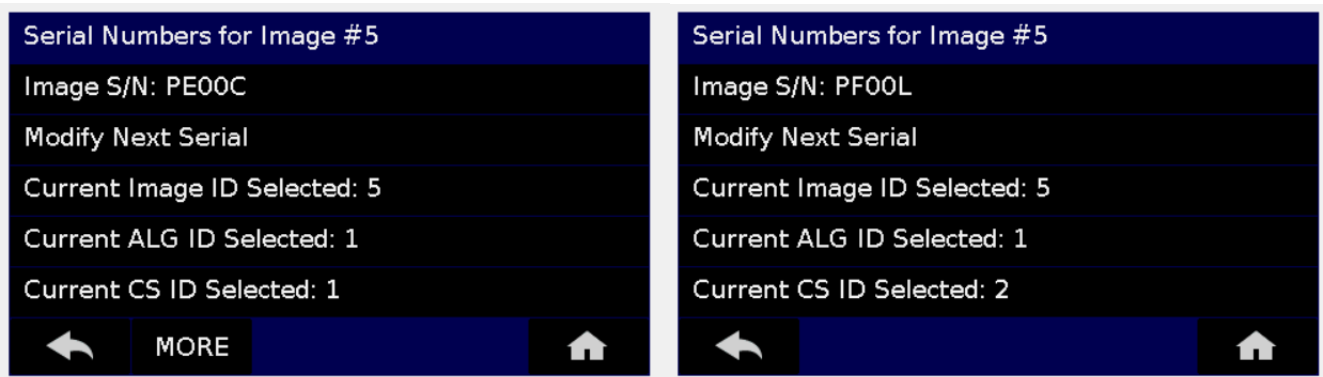 Serial Numbers for Image #5
Image S/N: PE00C
Modify Next Serial
Current Image ID Selected: 5
Current ALG ID Selected: 1
Current CS ID Selected: 1
MORE
Serial Numbers for Image #5
Image S/N: PF00L
Modify Next Serial
Current Image ID Selected: 5
Current ALG ID Selected: 1
Current CS ID Selected: 2